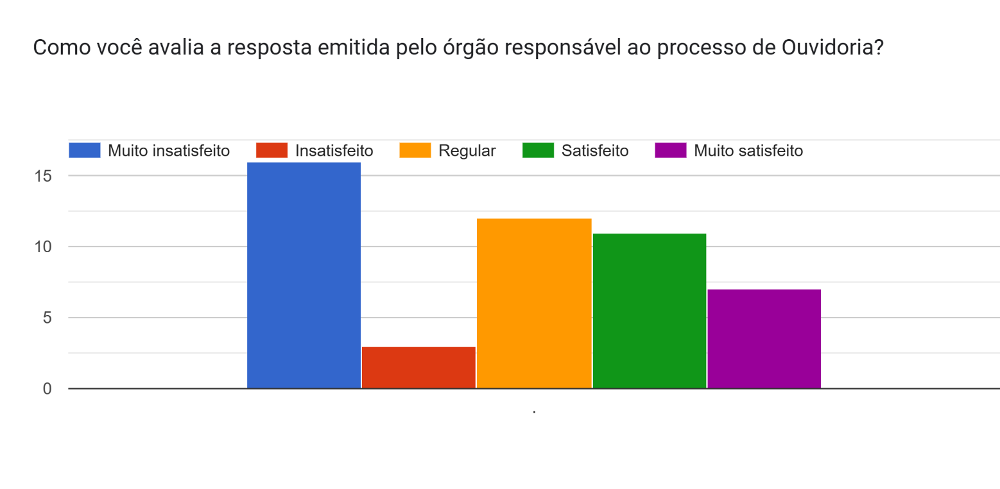 Como você avalia a resposta emitida pelo órgão responsável ao processo de Ouvidoria?
Muito insatisfeito Insatisfeito Regular Satisfeito Muito satisfeito
15
10
5
0
.